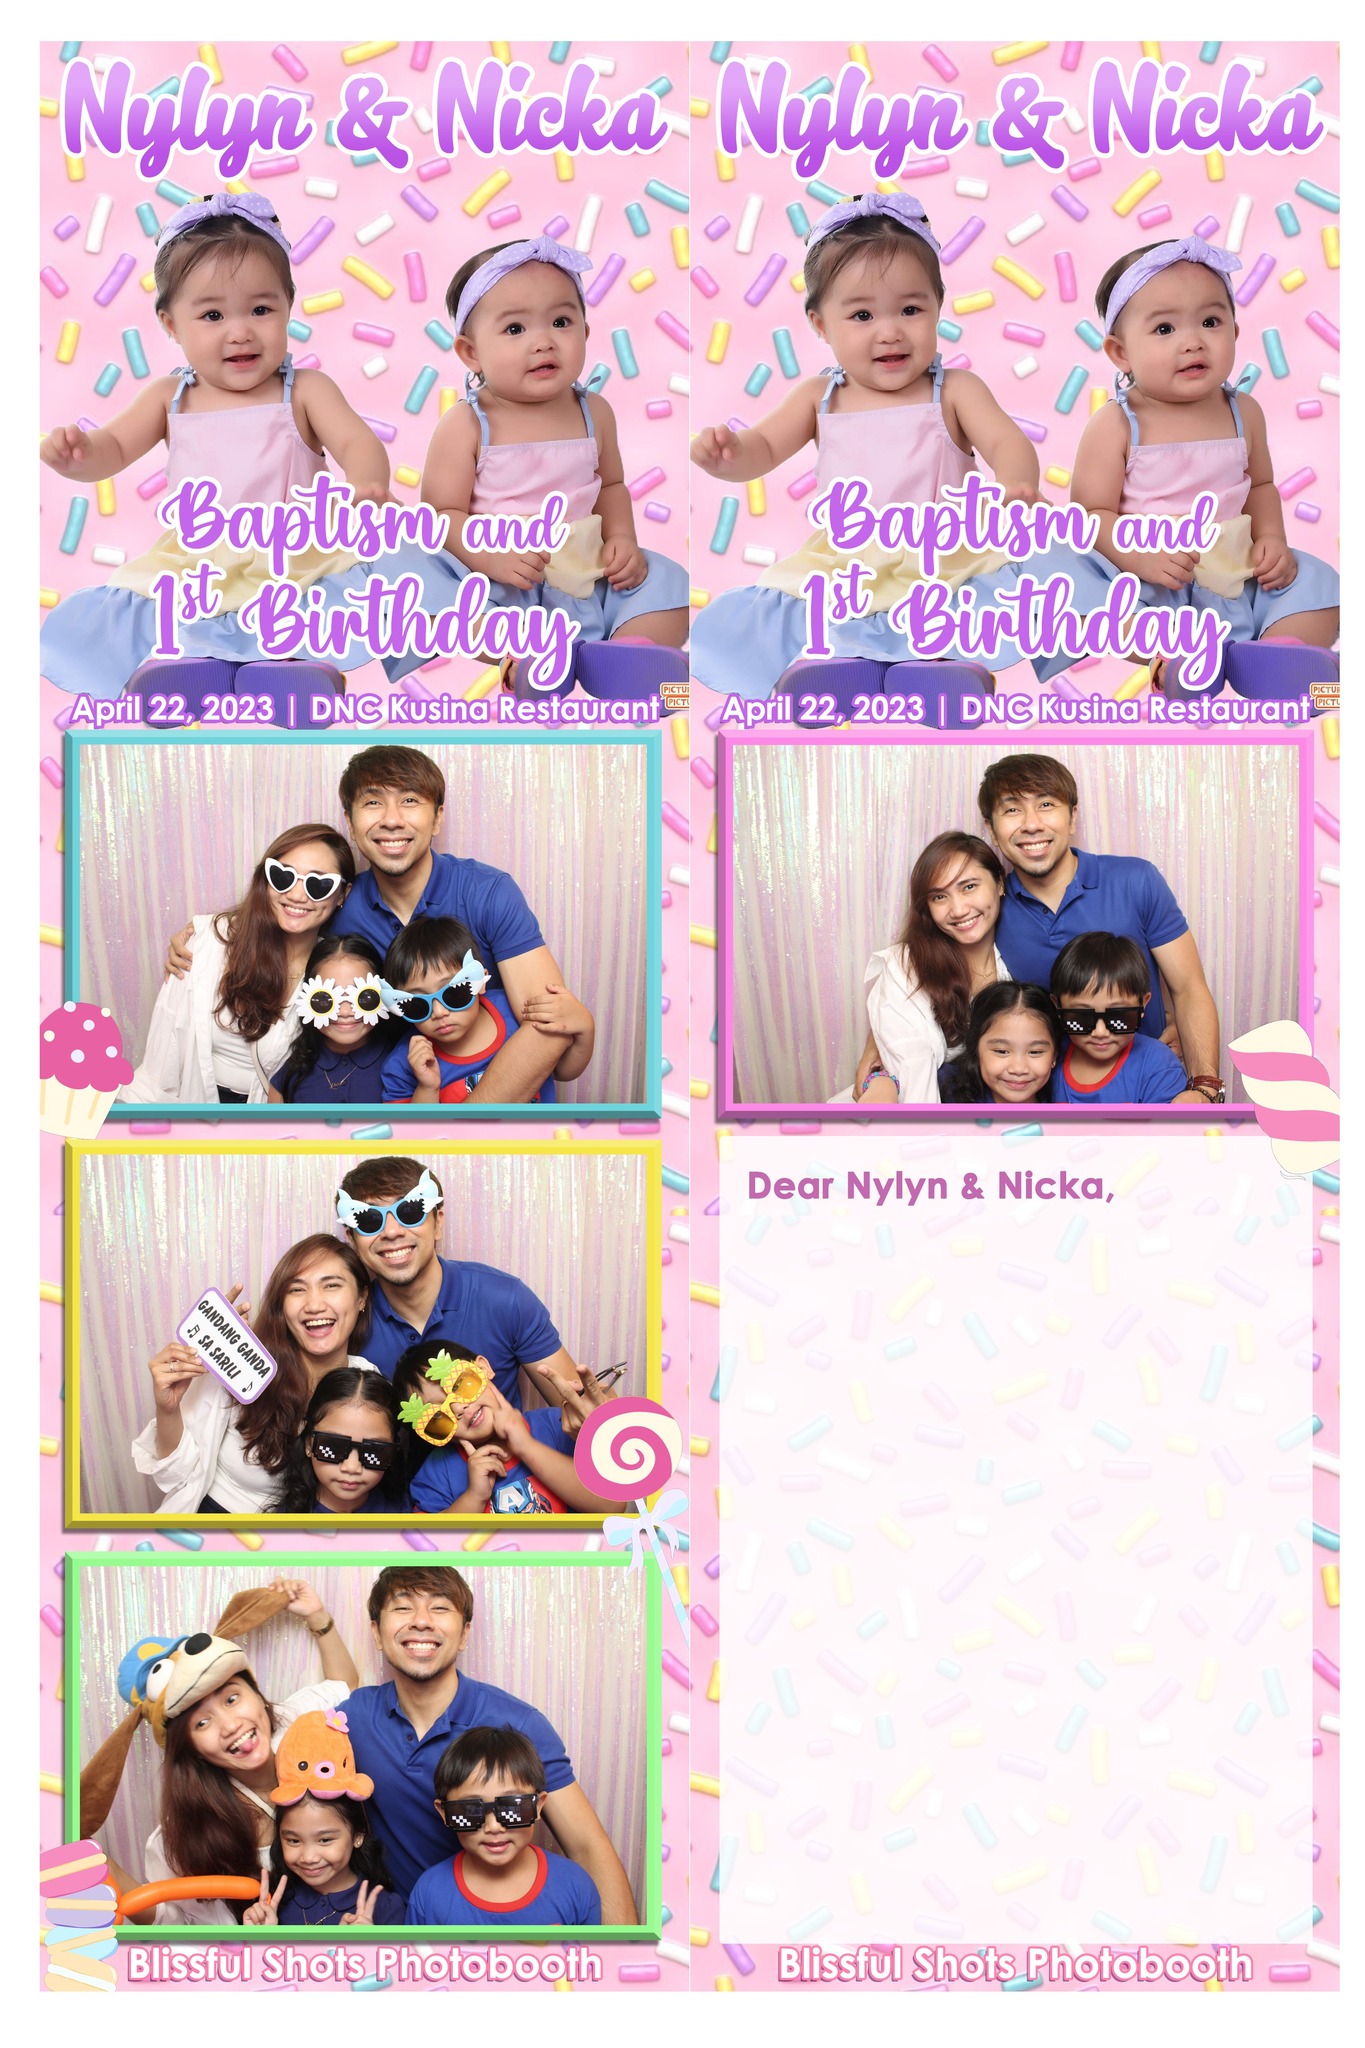 Nylyn & Nicka
Baptism and
1st Birthday
April 22, 2023 | DNC Kusina Restaurant
GANDANG GANDA
SA SARILI
Blissful Shots Photobooth
Nylyn & Nicka
Baptism and
1st Birthday
April 22, 2023 | DNC Kusina Restaurant
Dear Nylyn & Nicka,
Blissful Shots Photobooth